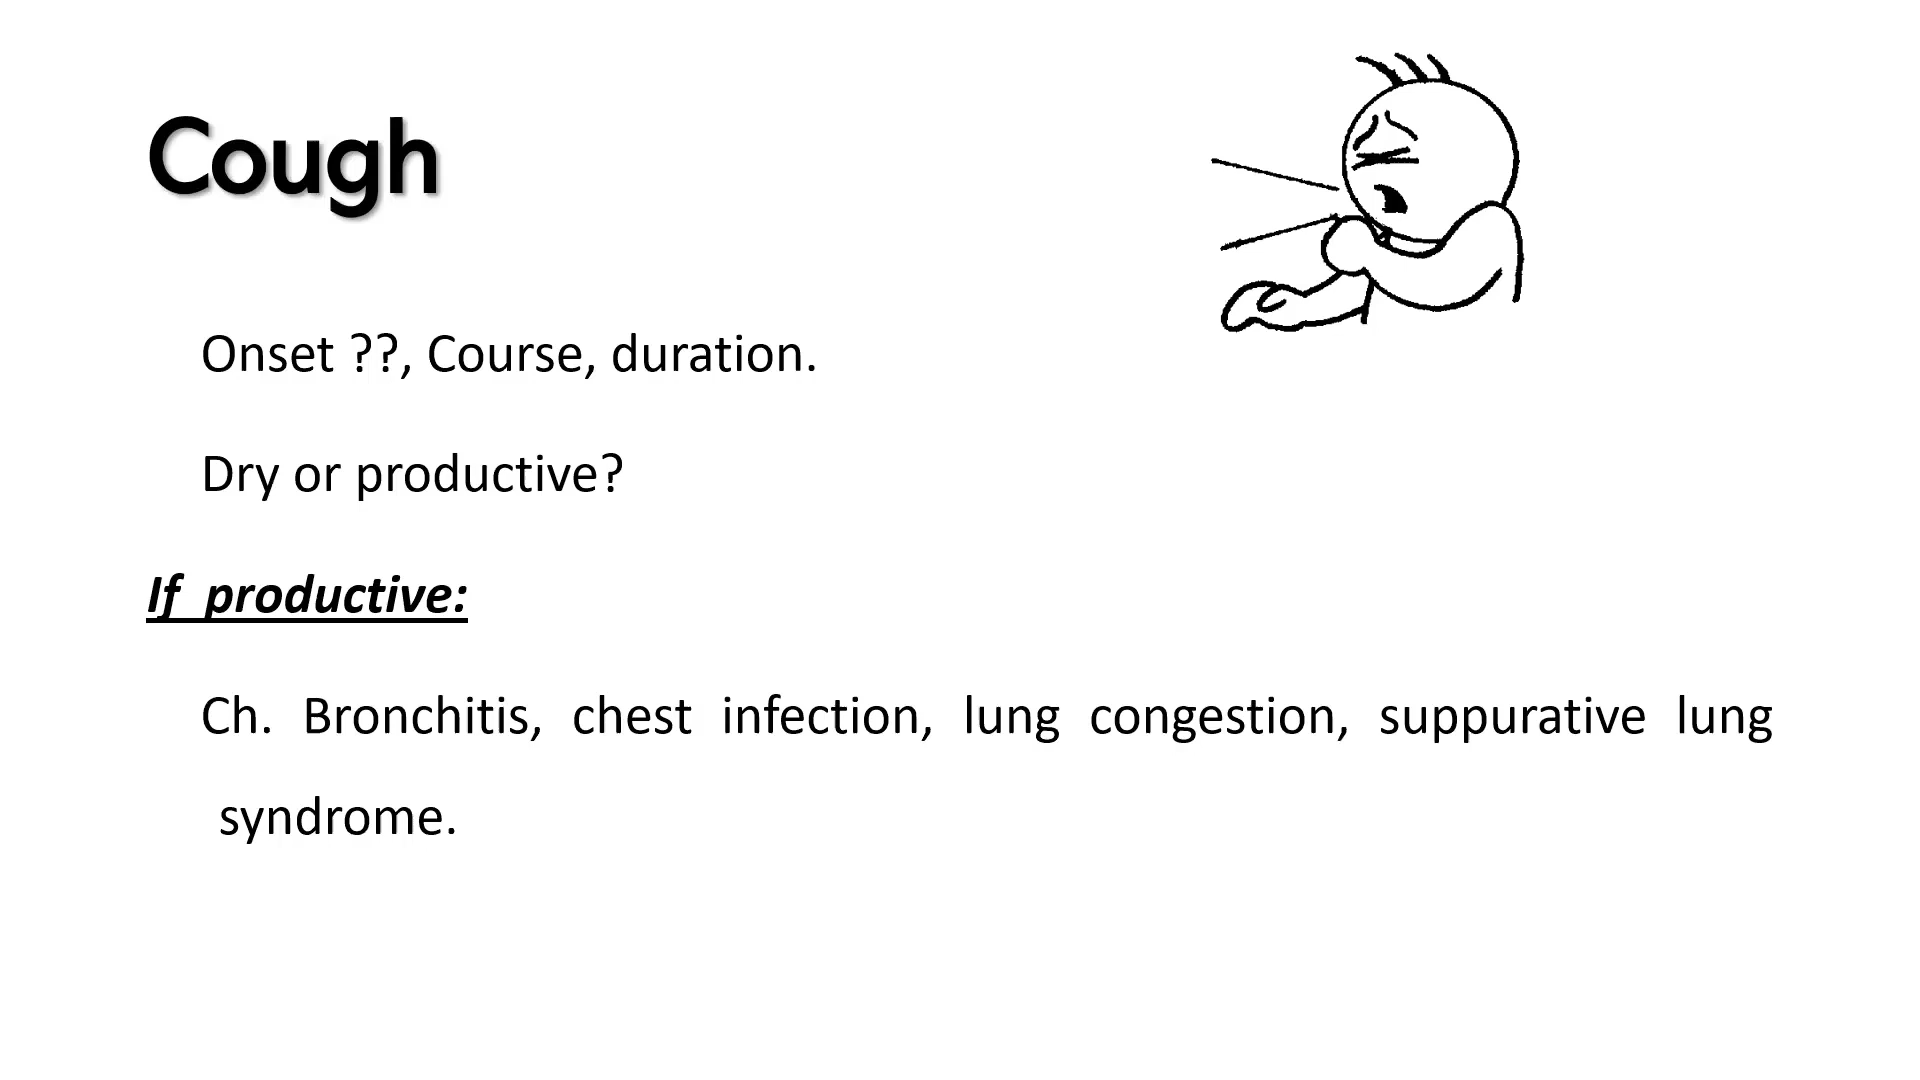 Cough
Onset ??, Course, duration.
Dry or productive?
If productive:
Ch. Bronchitis, chest infection, lung congestion, suppurative lung
syndrome.